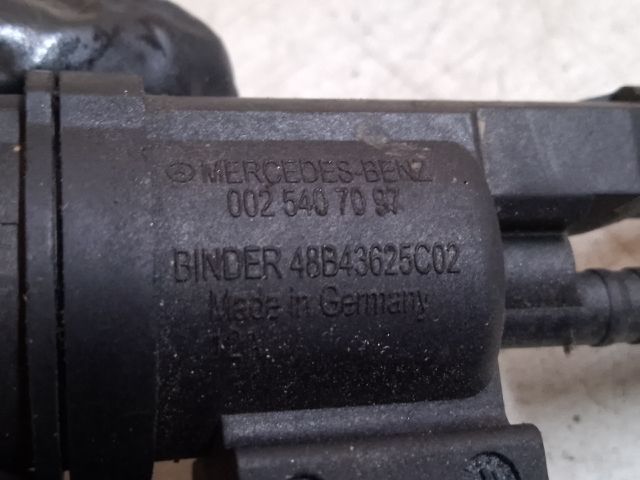 MERCEDES-BENZ
002 540 70 97
BINDER 48B43625C02
Made in Germany